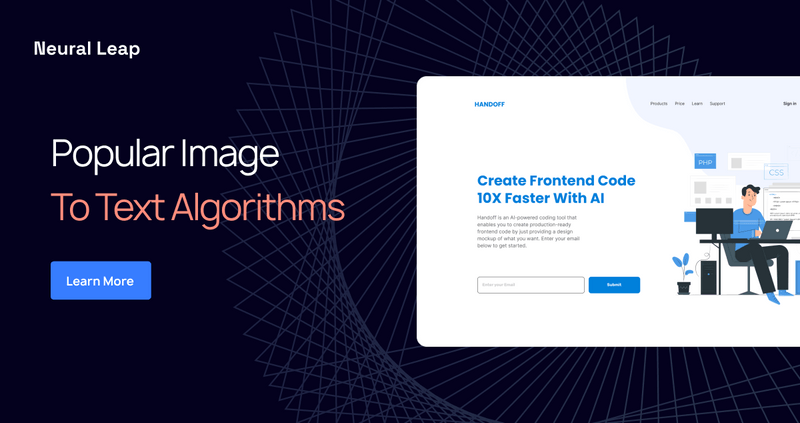 Neural Leap
Popular Image
To Text Algorithms
Learn More
HANDOFF
Products Price Learn Support Sign in
Create Frontend Code
10X Faster With AI
Handoff is an AI-powered coding tool that
enables you to create production-ready
frontend code by just providing a design
mockup of what you want. Enter your email
below to get started.
Enter your Email
Submit
PHP
CSS